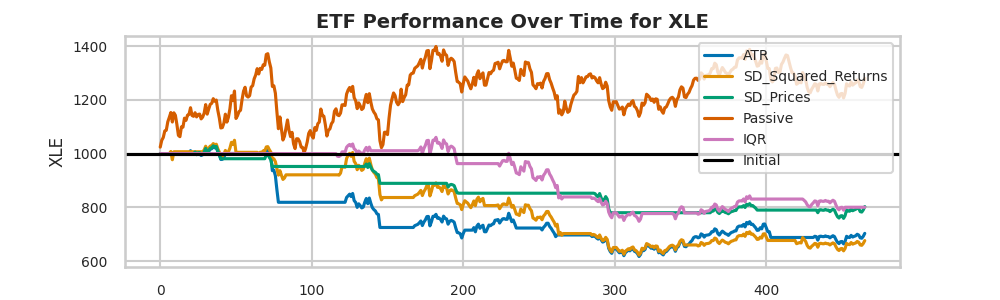 ETF Performance Over Time for XLE
XLE
1400
1200
1000
800
600
0
100
200
300
400
ATR
SD_Squared_Returns
SD_Prices
Passive
IQR
Initial